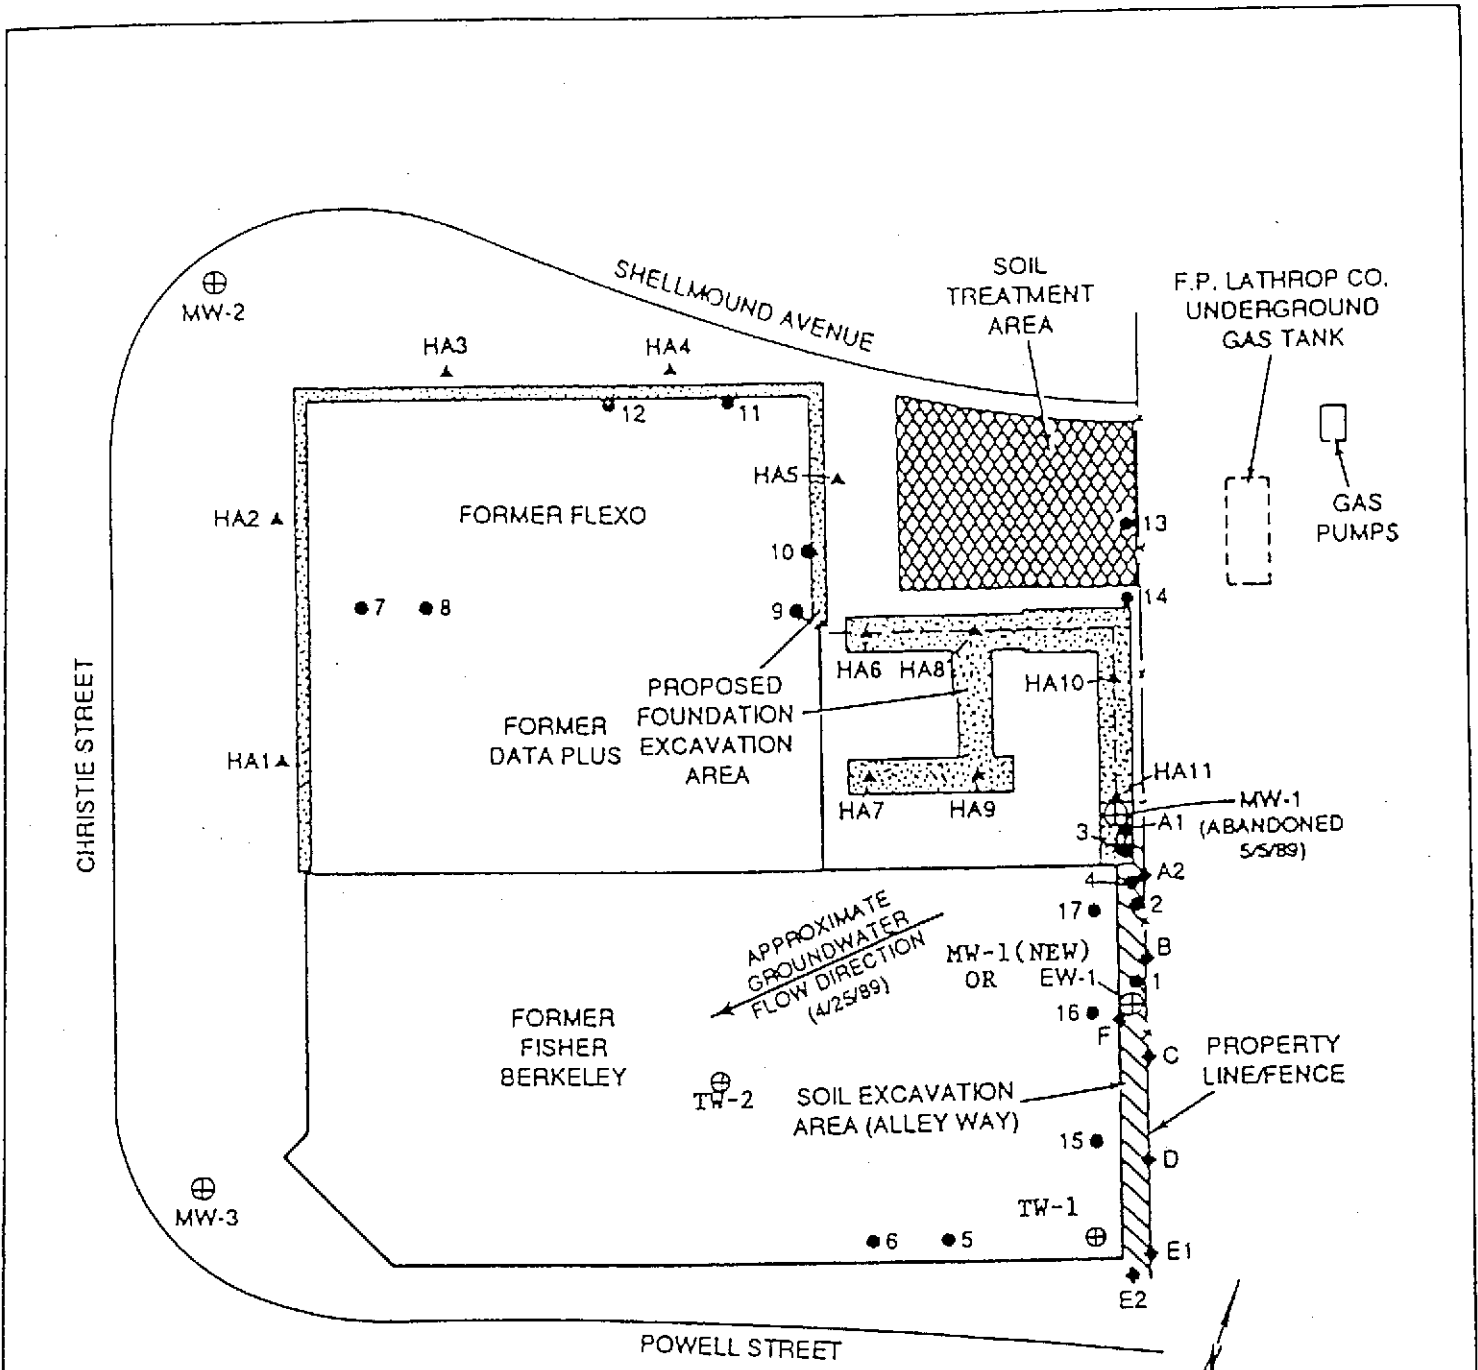 SHELLMOUND AVENUE
SOIL
TREATMENT
AREA
F.P. LATHROP CO.
UNDERGROUND
GAS TANK
MW-2
HA3
HA4
12
11
HA5
HA2
FORMER FLEXO
10
13
GAS
PUMPS
7
8
9
14
HA6
HA8
HA10
PROPOSED
FOUNDATION
EXCAVATION
AREA
FORMER
DATA PLUS
CHRISTIE STREET
HA1
HA7
HA9
HA11
MW-1
(ABANDONED
5/5/89)
3
A1
4
A2
17
2
APPROXIMATE
GROUNDWATER
FLOW DIRECTION
(4/25/89)
MW-1(NEW)
OR EW-1
B
1
16
F
C
FORMER
FISHER
BERKELEY
PROPERTY
LINE/FENCE
TW-2
SOIL EXCAVATION
AREA (ALLEY WAY)
15
D
MW-3
TW-1
6
5
E1
E2
POWELL STREET